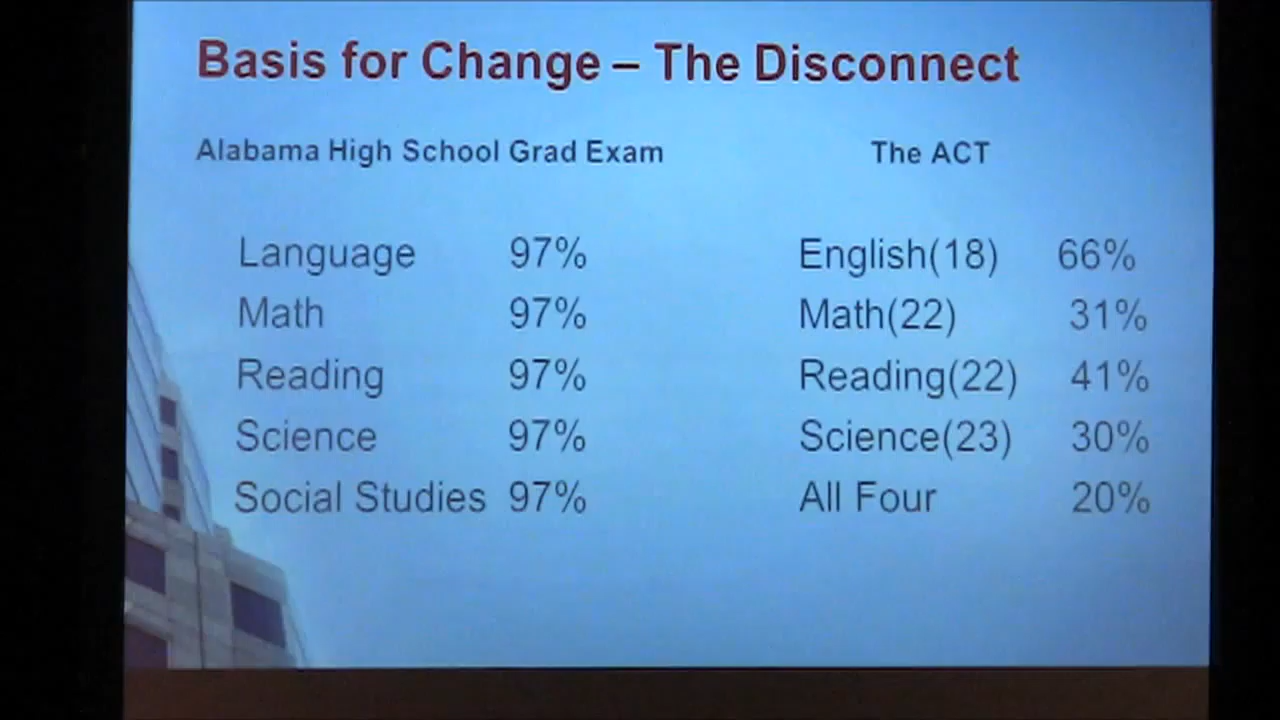 Basis for Change – The Disconnect
Alabama High School Grad Exam The ACT
Language 97% English(18) 66%
Math 97% Math(22) 31%
Reading 97% Reading(22) 41%
Science 97% Science(23) 30%
Social Studies 97% All Four 20%